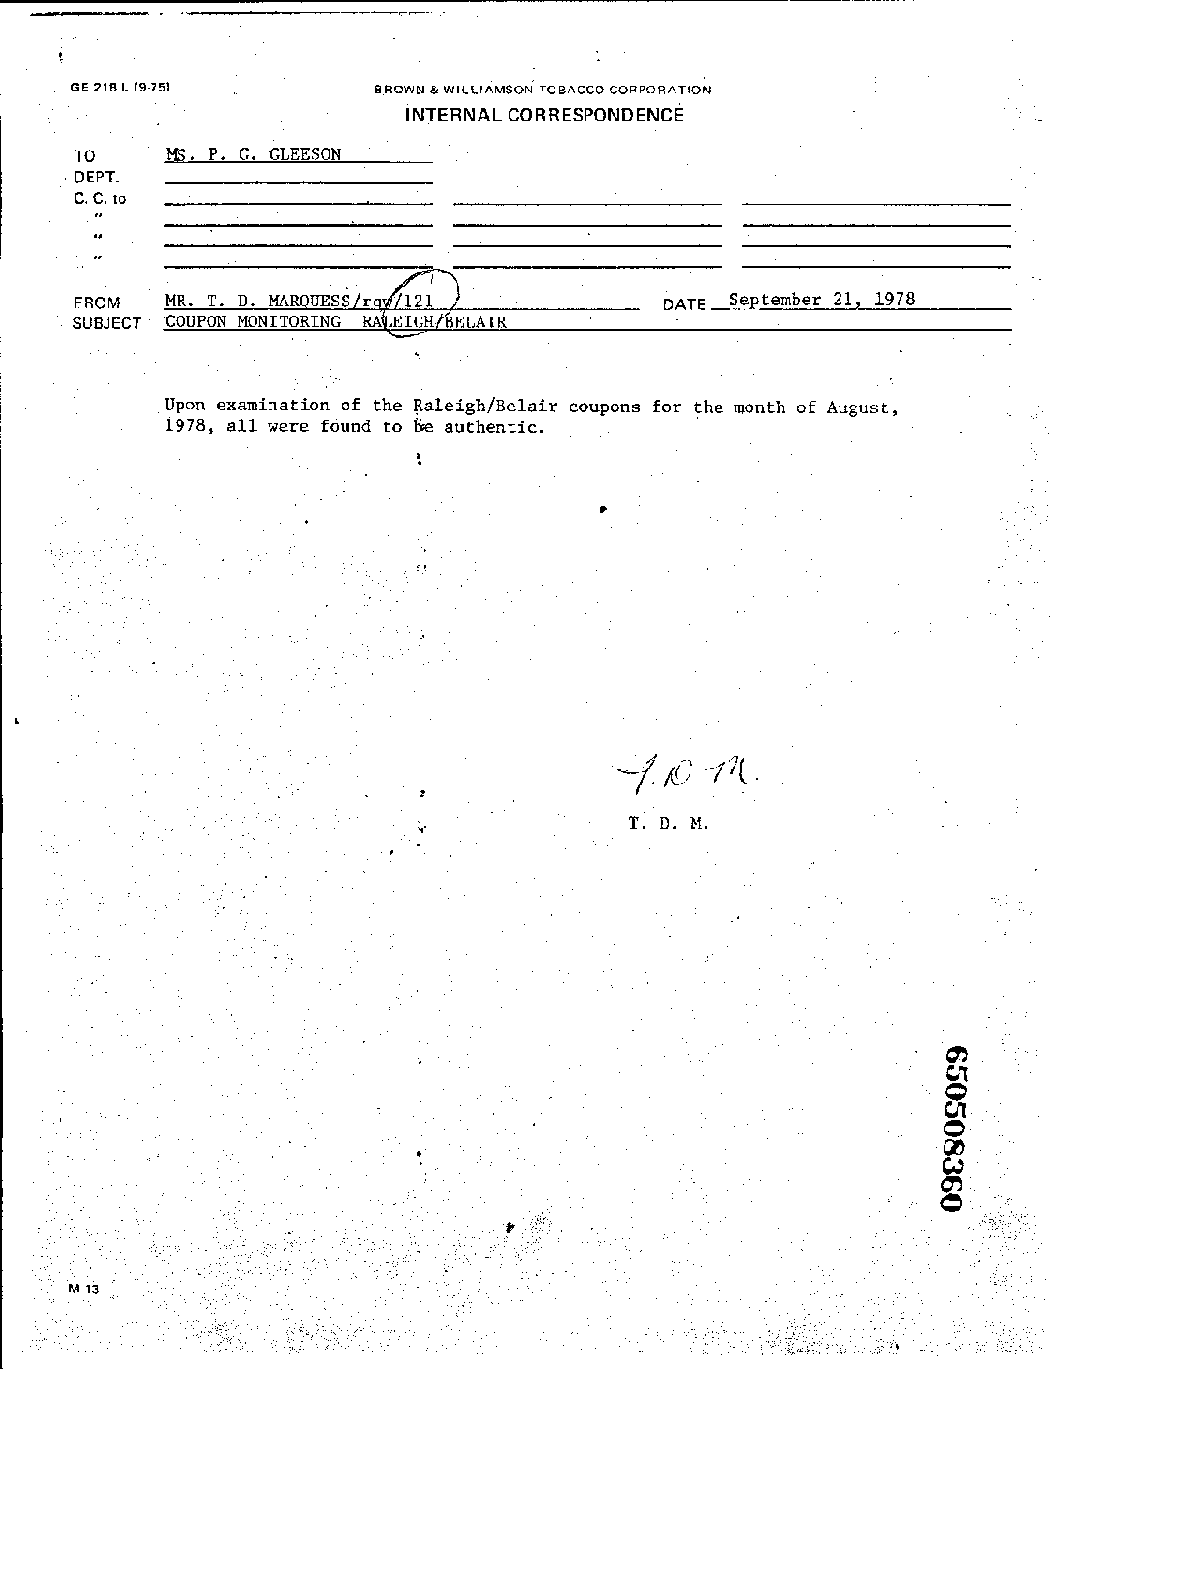 GE 218 L (9-75)
BROWN & WILLIAMSON TOBACCO CORPORATION
INTERNAL CORRESPONDENCE
TO MS. P. G. GLEESON
DEPT.
C. C. to
"
"
"
FROM MR. T. D. MARQUESS/rqw/121 DATE September 21, 1978
SUBJECT COUPON MONITORING RALEIGH/BELAIR
Upon examination of the Raleigh/Belair coupons for the month of August,
1978, all were found to be authentic.
T. D. M.
T. D. M.
650508360
M 13